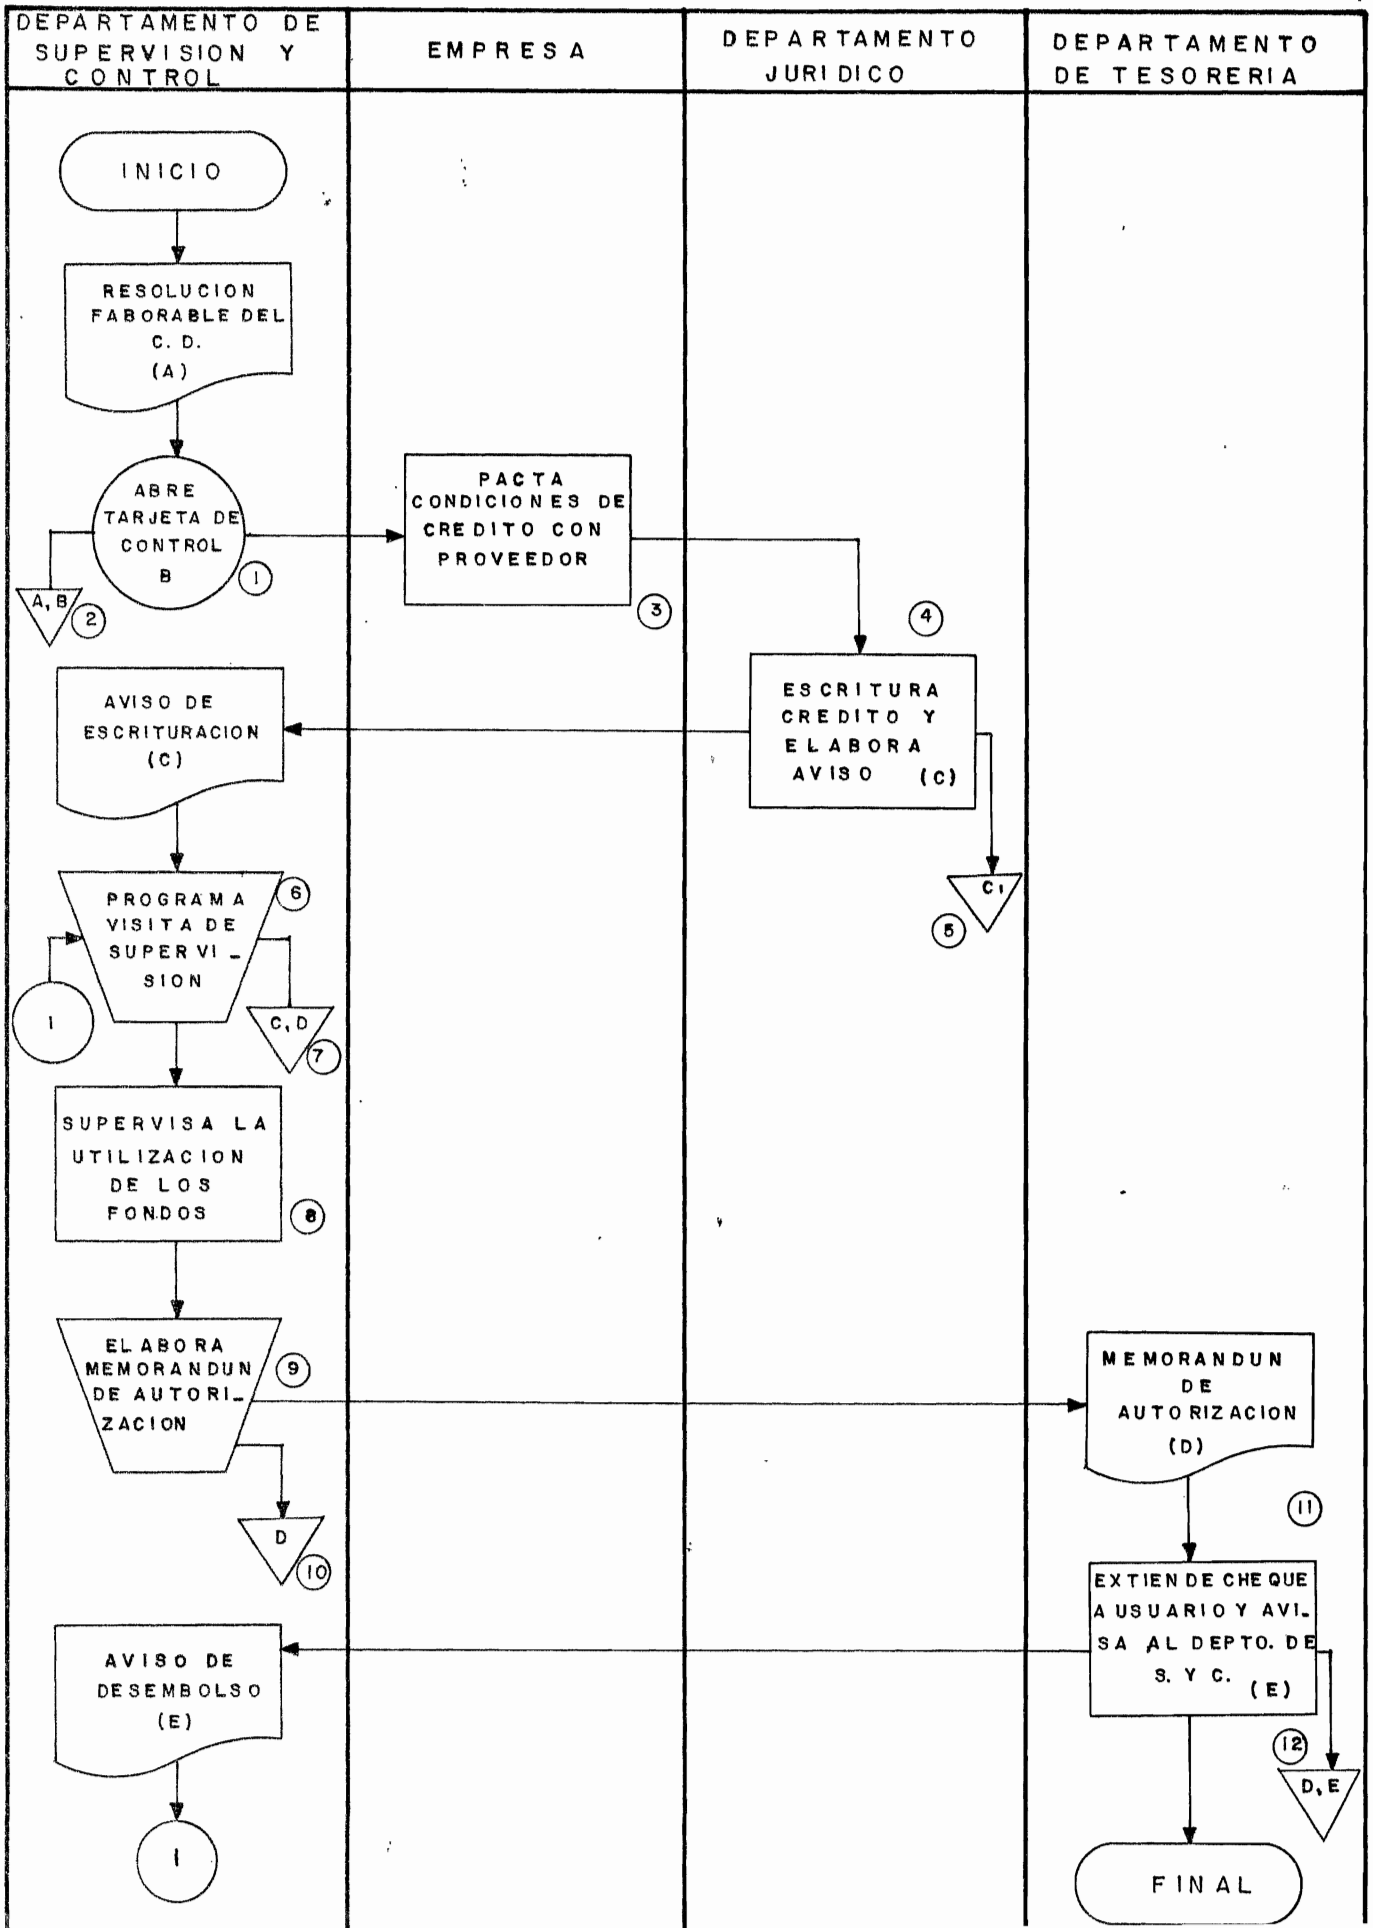 DEPARTAMENTO DE
SUPERVISION Y
CONTROL
EMPRESA
DEPARTAMENTO
JURIDICO
DEPARTAMENTO
DE TESORERIA
INICIO
RESOLUCION
FABORABLE DEL
C. D.
(A)
ABRE
TARJETA DE
CONTROL
B
1
A, B
2
PACTA
CONDICIONES DE
CREDITO CON
PROVEEDOR
3
4
ESCRITURA
CREDITO Y
ELABORA
AVISO (C)
C,
5
AVISO DE
ESCRITURACION
(C)
PROGRAMA
VISITA DE
SUPERVI_
SION
6
1
C, D
7
SUPERVISA LA
UTILIZACION
DE LOS
FONDOS
8
ELABORA
MEMORANDUN
DE AUTORI_
ZACION
9
D
10
MEMORANDUN
DE
AUTORIZACION
(D)
11
EXTIENDE CHEQUE
A USUARIO Y AVI_
SA AL DEPTO. DE
S. Y C. (E)
12
D, E
AVISO DE
DESEMBOLSO
(E)
1
FINAL